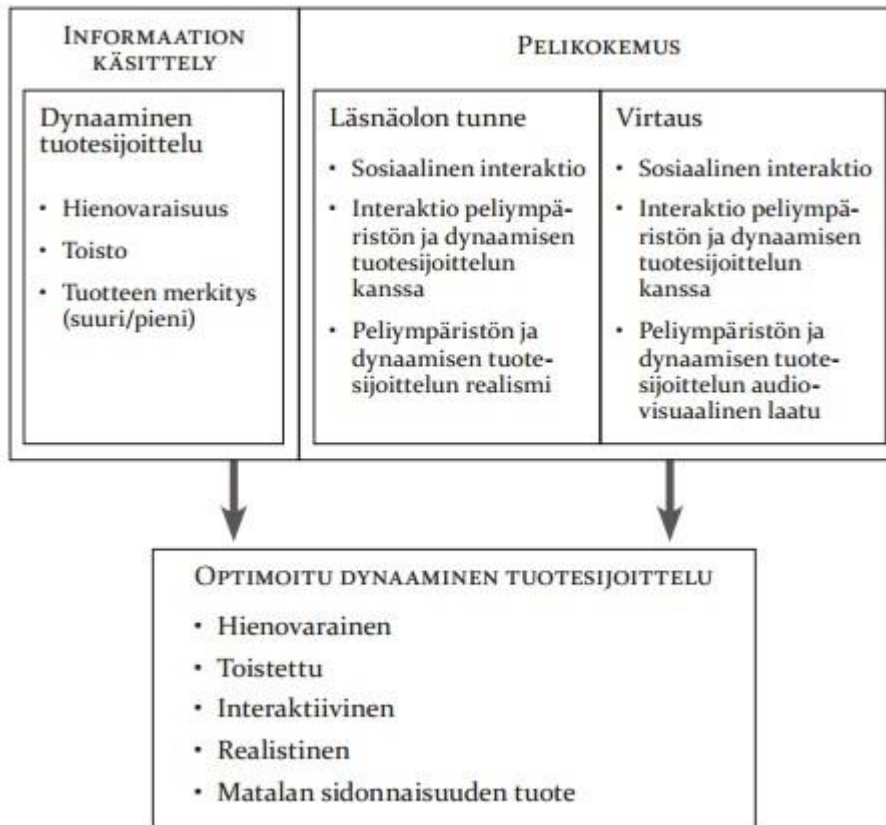 INFORMAATION
KÄSITTELY
Dynaaminen
tuotesijoittelu
• Hienovaraisuus
• Toisto
• Tuotteen merkitys
(suuri/pieni)
PELIKOKEMUS
Läsnäolon tunne
• Sosiaalinen interaktio
• Interaktio peliympä-
ristön ja dynaamisen
tuotesijoittelun
kanssa
• Peliympäristön ja
dynaamisen tuote-
sijoittelun realismi
Virtaus
• Sosiaalinen interaktio
• Interaktio peliympä-
ristön ja dynaamisen
tuotesijoittelun
kanssa
• Peliympäristön ja
dynaamisen tuote-
sijoittelun audio-
visuaalinen laatu
OPTIMOITU DYNAAMINEN TUOTESIJOITTELU
• Hienovarainen
• Toistettu
• Interaktiivinen
• Realistinen
• Matalan sidonnaisuuden tuote